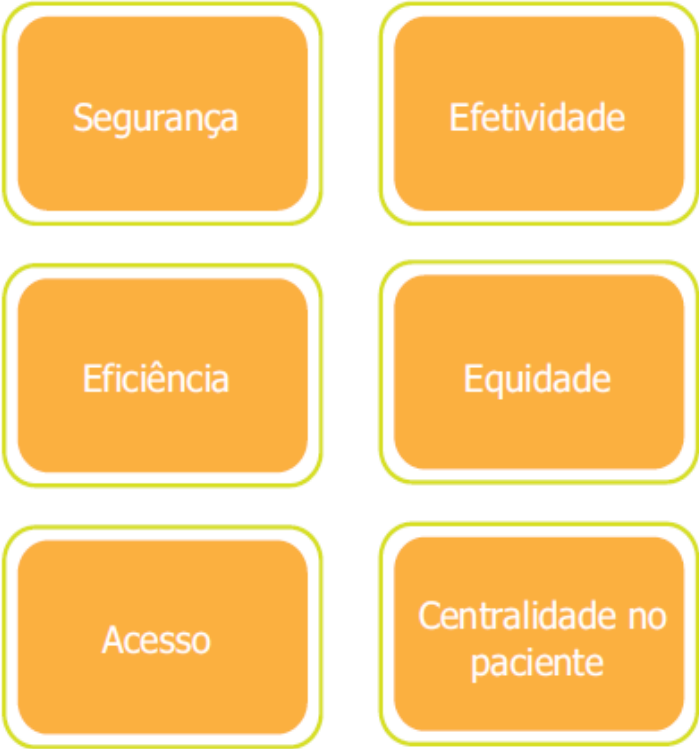 Segurança
Efetividade
Eficiência
Equidade
Acesso
Centralidade no
paciente